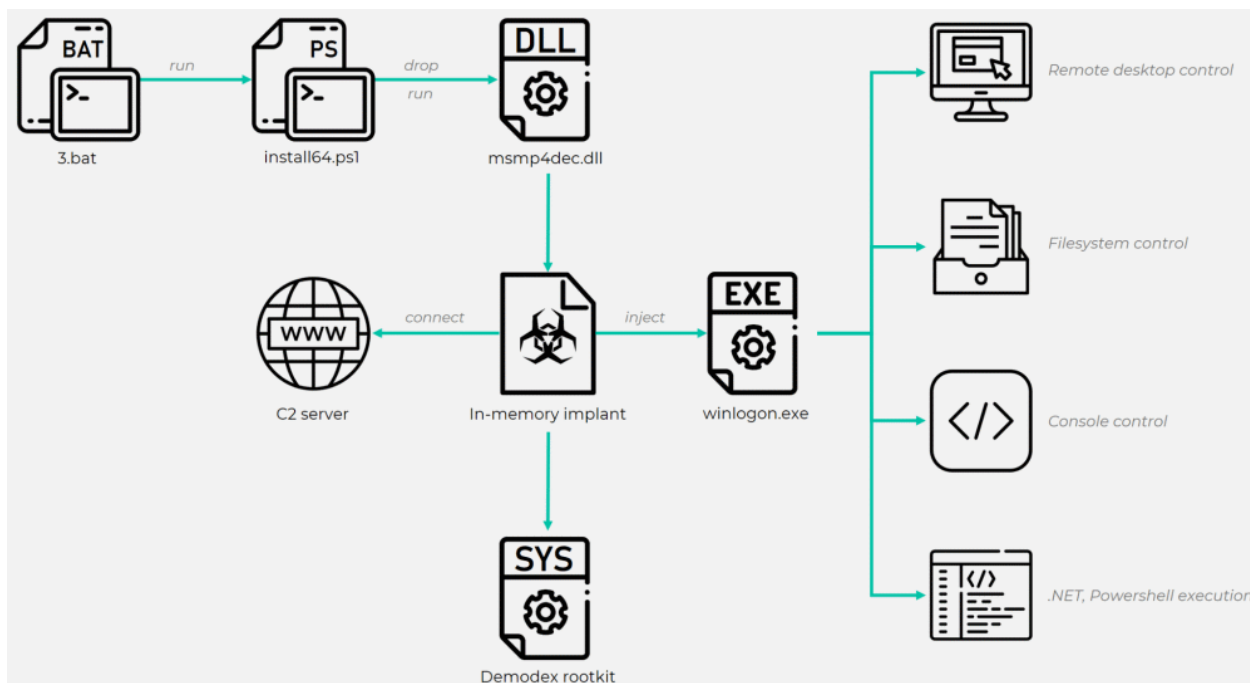 BAT
>_
3.bat
run
PS
>_
install64.ps1
drop
run
DLL
msmp4dec.dll
WWW
C2 server
connect
In-memory implant
inject
EXE
winlogon.exe
SYS
Demodex rootkit
Remote desktop control
Filesystem control
</>
Console control
</>
.NET, Powershell execution